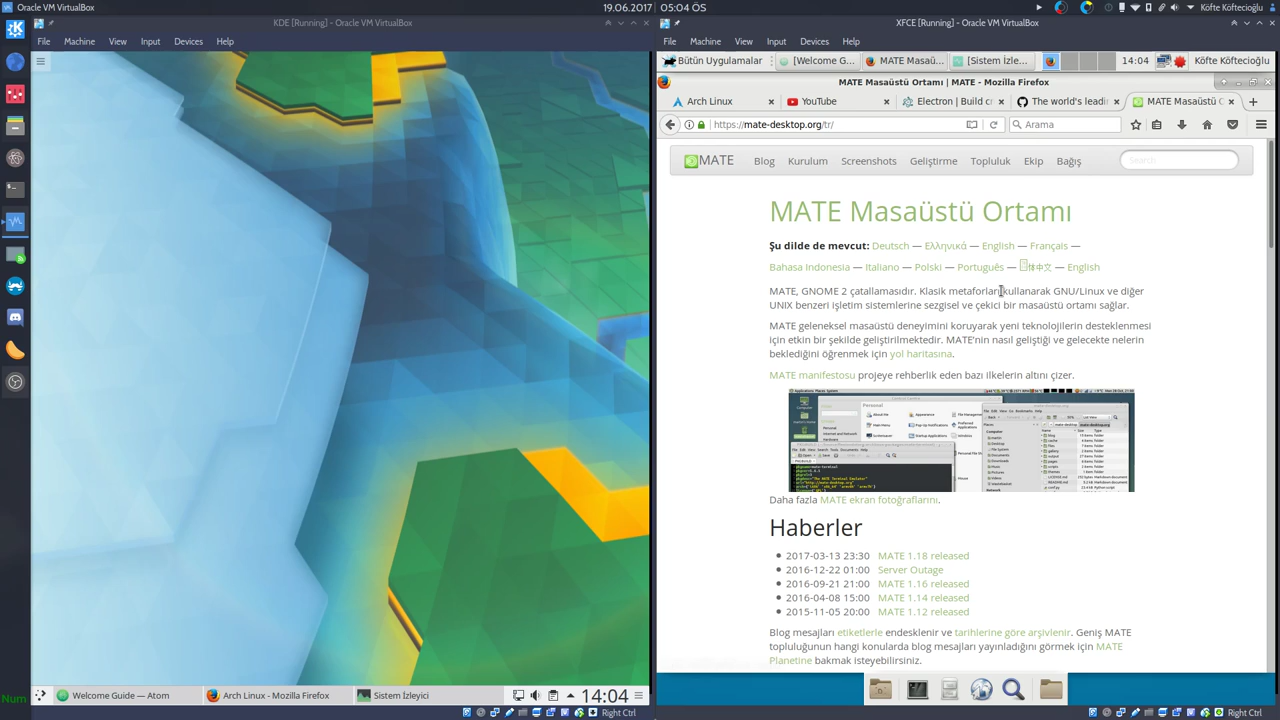 Oracle VM VirtualBox
19.06.2017
05:04 ÖS
Köfte Köftecioğlu
KDE [Running] - Oracle VM VirtualBox
File Machine View Input Devices Help
Welcome Guide — Atom
Arch Linux - Mozilla Firefox
Sistem İzleyici
14:04
Num
Right Ctrl
XFCE [Running] - Oracle VM VirtualBox
File Machine View Input Devices Help
Bütün Uygulamalar
[Welcome G...
MATE Masaü...
[Sistem İzle...
14:04
Köfte Köftecioğlu
MATE Masaüstü Ortamı | MATE - Mozilla Firefox
Arch Linux
YouTube
Electron | Build cr
The world's leadi
MATE Masaüstü O
https://mate-desktop.org/tr/
Arama
MATE Blog Kurulum Screenshots Geliştirme Topluluk Ekip Bağış
Search
MATE Masaüstü Ortamı
Şu dilde de mevcut: Deutsch — Ελληνικά — English — Français —
Bahasa Indonesia — Italiano — Polski — Português — 体中文 — English
MATE, GNOME 2 çatallamasıdır. Klasik metaforları kullanarak GNU/Linux ve diğer
UNIX benzeri işletim sistemlerine sezgisel ve çekici bir masaüstü ortamı sağlar.
MATE geleneksel masaüstü deneyimini koruyarak yeni teknolojilerin desteklenmesi
için etkin bir şekilde geliştirilmektedir. MATE'nin nasıl geliştiği ve gelecekte nelerin
beklediğini öğrenmek için yol haritasına.
MATE manifestosu projeye rehberlik eden bazı ilkelerin altını çizer.
Daha fazla MATE ekran fotoğraflarını.
Haberler
2017-03-13 23:30 MATE 1.18 released
2016-12-22 01:00 Server Outage
2016-09-21 21:00 MATE 1.16 released
2016-04-08 15:00 MATE 1.14 released
2015-11-05 20:00 MATE 1.12 released
Blog mesajları etiketlerle endesklenir ve tarihlerine göre arşivlenir. Geniş MATE
topluluğunun hangi konularda blog mesajları yayınladığını görmek için MATE
Planetine bakmak isteyebilirsiniz.
Right Ctrl